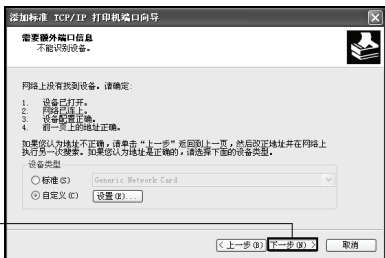 添加标准 TCP/IP 打印机端口向导
需要额外端口信息
不能识别设备。
网络上没有找到设备。请确定:
1. 设备已打开。
2. 网络已连上。
3. 设备配置正确。
4. 前一页上的地址正确。
如果您认为地址不正确,请单击“上一步”返回到上一页,然后改正地址并在网络上
执行另一次搜索。如果您认为地址是正确的,请选择下面的设备类型。
设备类型
标准(S) Generic Network Card
自定义(C) 设置(E)...
< 上一步(B) 下一步(N) > 取消